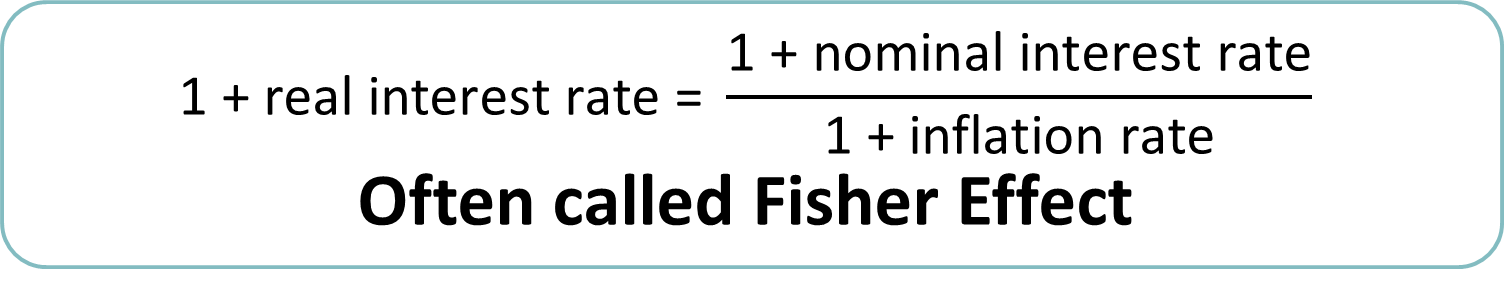 1 + real interest rate = 1 + nominal interest rate
1 + inflation rate
Often called Fisher Effect